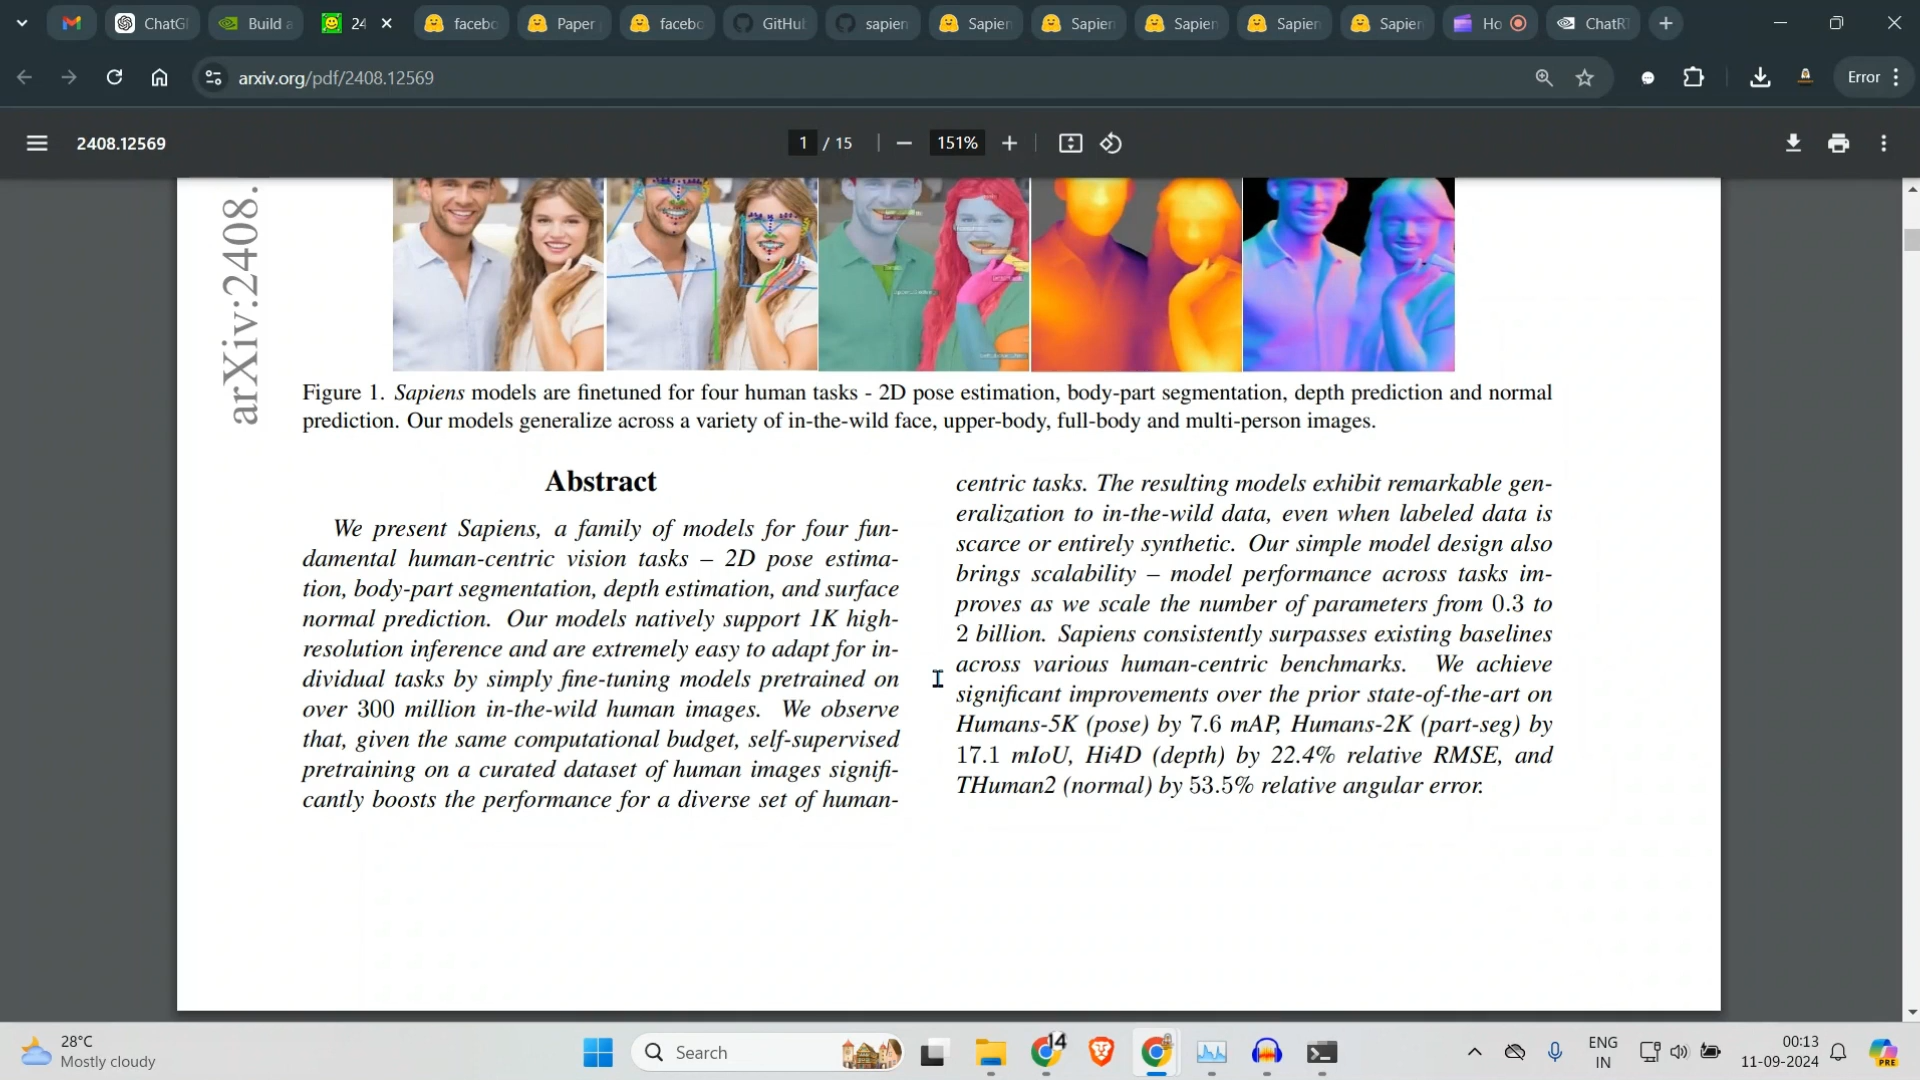 ChatG
Build a
24
facebo
Paper
facebo
GitHu
sapien
Sapien
Sapien
Sapien
Sapien
Sapien
Ho
ChatRT
arxiv.org/pdf/2408.12569
Error
2408.12569
1 / 15
151%
arXiv:2408.
Figure 1. Sapiens models are finetuned for four human tasks - 2D pose estimation, body-part segmentation, depth prediction and normal
prediction. Our models generalize across a variety of in-the-wild face, upper-body, full-body and multi-person images.
Abstract
We present Sapiens, a family of models for four fun-
damental human-centric vision tasks – 2D pose estima-
tion, body-part segmentation, depth estimation, and surface
normal prediction. Our models natively support 1K high-
resolution inference and are extremely easy to adapt for in-
dividual tasks by simply fine-tuning models pretrained on
over 300 million in-the-wild human images. We observe
that, given the same computational budget, self-supervised
pretraining on a curated dataset of human images signifi-
cantly boosts the performance for a diverse set of human-
centric tasks. The resulting models exhibit remarkable gen-
eralization to in-the-wild data, even when labeled data is
scarce or entirely synthetic. Our simple model design also
brings scalability – model performance across tasks im-
proves as we scale the number of parameters from 0.3 to
2 billion. Sapiens consistently surpasses existing baselines
across various human-centric benchmarks. We achieve
significant improvements over the prior state-of-the-art on
Humans-5K (pose) by 7.6 mAP, Humans-2K (part-seg) by
17.1 mIoU, Hi4D (depth) by 22.4% relative RMSE, and
THuman2 (normal) by 53.5% relative angular error.
28°C
Mostly cloudy
Search
14
ENG
IN
00:13
11-09-2024
PRE